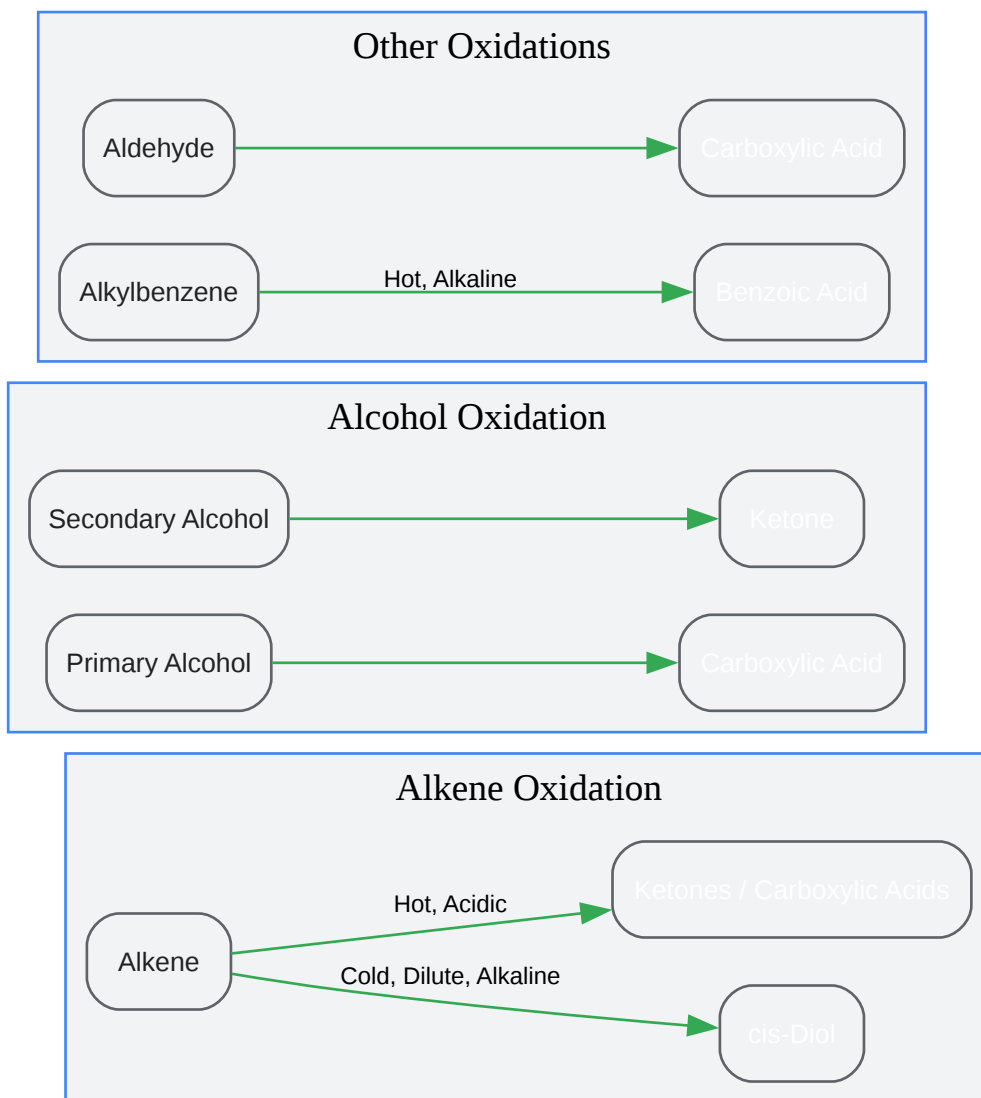 Other Oxidations
Aldehyde
Carboxylic Acid
Alkylbenzene
Hot, Alkaline
Benzoic Acid
Alcohol Oxidation
Secondary Alcohol
Ketone
Primary Alcohol
Carboxylic Acid
Alkene Oxidation
Ketones / Carboxylic Acids
Hot, Acidic
Alkene
Cold, Dilute, Alkaline
cis-Diol